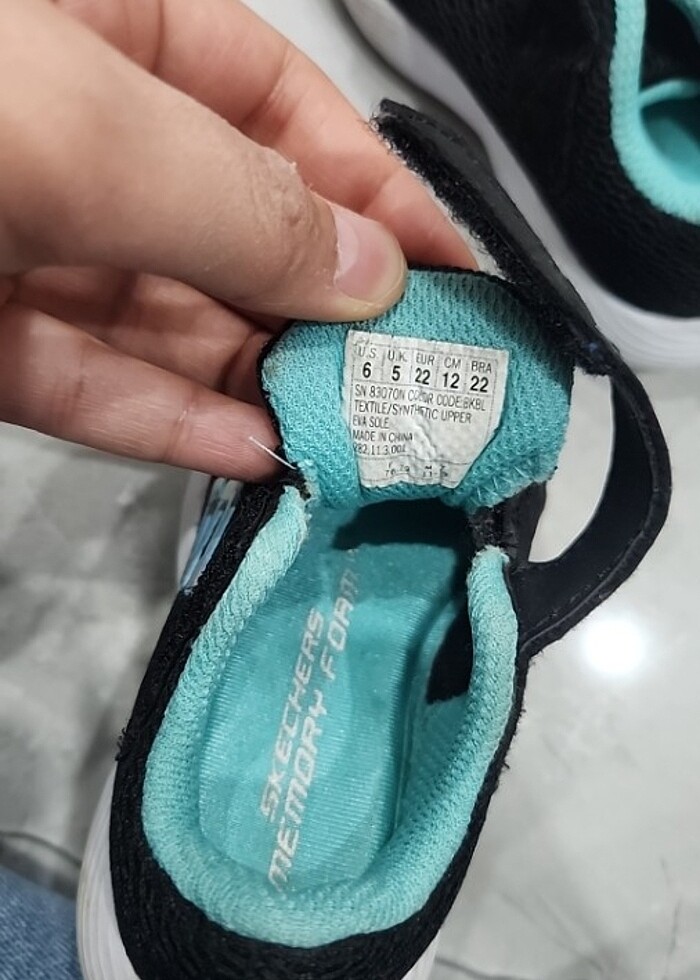 U.S. U.K. EUR CM BRA
6 5 22 12 22
SN 83070N COLOR CODE:BKBL
TEXTILE/SYNTHETIC UPPER
EVA SOLE
MADE IN CHINA
SKECHERS
MEMORY FOAM